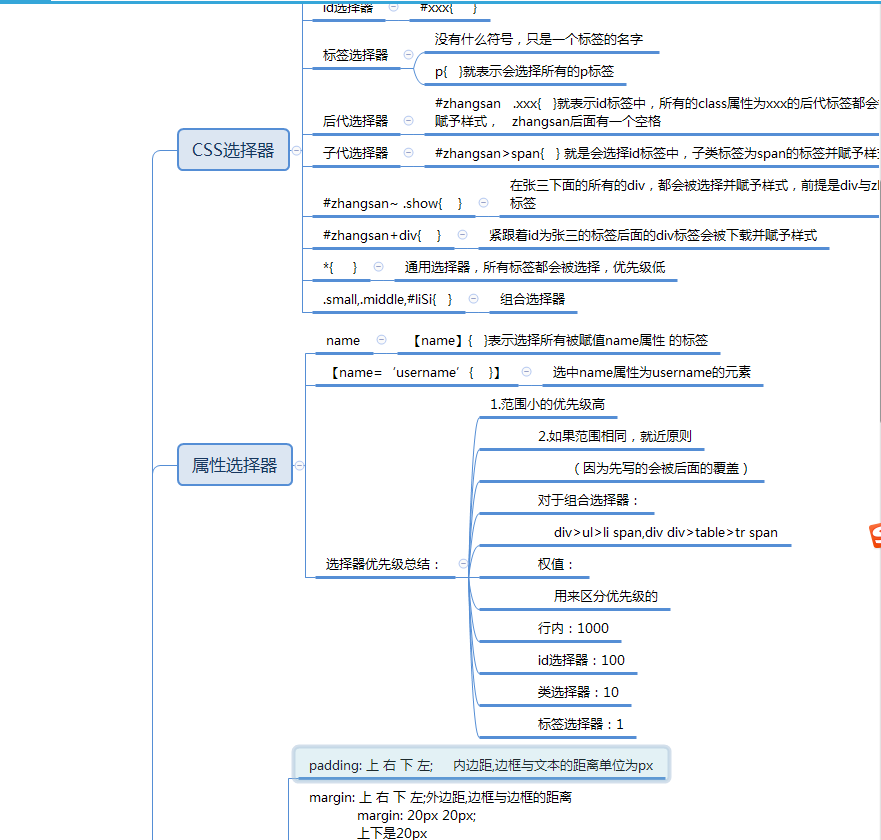 id选择器 #xxx{ }
标签选择器
没有什么符号，只是一个标签的名字
p{ }就表示会选择所有的p标签
后代选择器
#zhangsan .xxx{ }就表示id标签中，所有的class属性为xxx的后代标签都会
赋予样式， zhangsan后面有一个空格
CSS选择器
子代选择器 #zhangsan>span{ } 就是会选择id标签中，子类标签为span的标签并赋予样
#zhangsan~ .show{ }
在张三下面的所有的div，都会被选择并赋予样式，前提是div与
标签
#zhangsan+div{ } 紧跟着id为张三的标签后面的div标签会被下载并赋予样式
*{ } 通用选择器，所有标签都会被选择，优先级低
.small,.middle,#liSi{ } 组合选择器
name 【name】{ }表示选择所有被赋值name属性 的标签
【name=‘username’{ }】 选中name属性为username的元素
属性选择器
选择器优先级总结：
1.范围小的优先级高
2.如果范围相同，就近原则
（因为先写的会被后面的覆盖）
对于组合选择器：
div>ul>li span,div div>table>tr span
权值：
用来区分优先级的
行内：1000
id选择器：100
类选择器：10
标签选择器：1
padding: 上 右 下 左; 内边距,边框与文本的距离单位为px
margin: 上 右 下 左;外边距,边框与边框的距离
margin: 20px 20px;
上下是20px